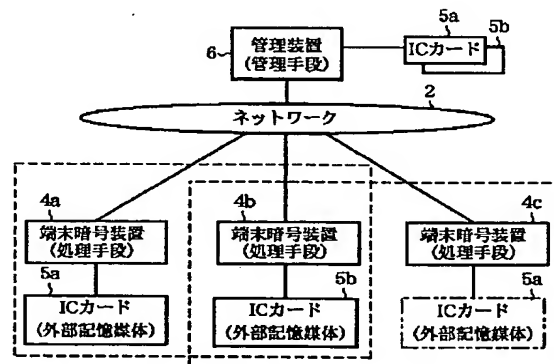 5a
5b
6
管理装置
(管理手段)
ICカード
2
ネットワーク
4a
4b
4c
端末暗号装置
(処理手段)
端末暗号装置
(処理手段)
端末暗号装置
(処理手段)
5a
5b
5a
ICカード
(外部記憶媒体)
ICカード
(外部記憶媒体)
ICカード
(外部記憶媒体)